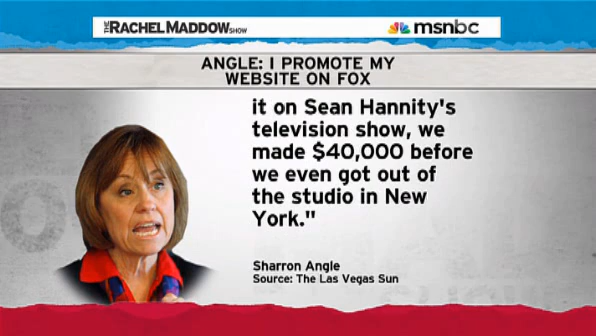 THE RACHEL MADDOW SHOW
msnbc
ANGLE: I PROMOTE MY
WEBSITE ON FOX
it on Sean Hannity's
television show, we
made $40,000 before
we even got out of
the studio in New
York."
Sharron Angle
Source: The Las Vegas Sun